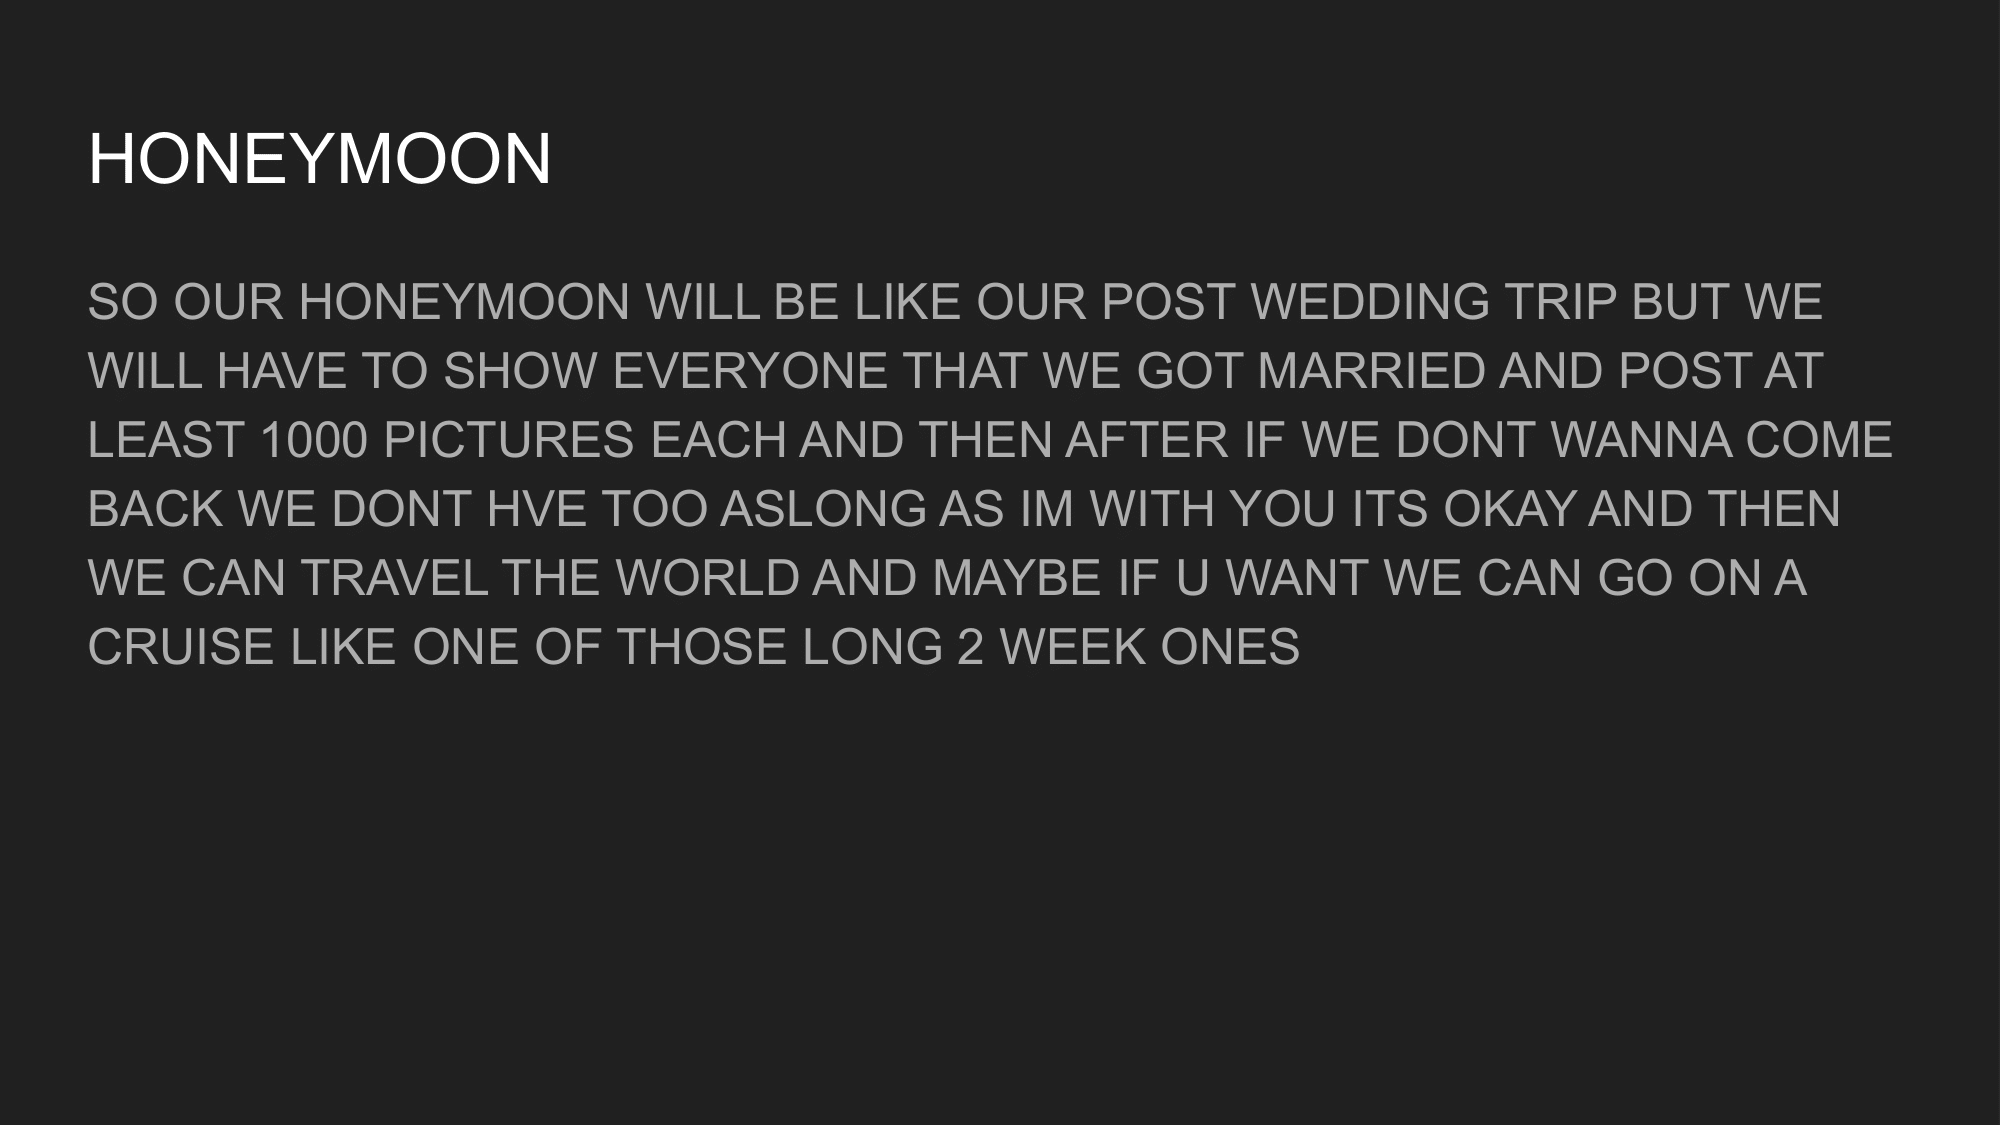 HONEYMOON
SO OUR HONEYMOON WILL BE LIKE OUR POST WEDDING TRIP BUT WE
WILL HAVE TO SHOW EVERYONE THAT WE GOT MARRIED AND POST AT
LEAST 1000 PICTURES EACH AND THEN AFTER IF WE DONT WANNA COME
BACK WE DONT HVE TOO ASLONG AS IM WITH YOU ITS OKAY AND THEN
WE CAN TRAVEL THE WORLD AND MAYBE IF U WANT WE CAN GO ON A
CRUISE LIKE ONE OF THOSE LONG 2 WEEK ONES